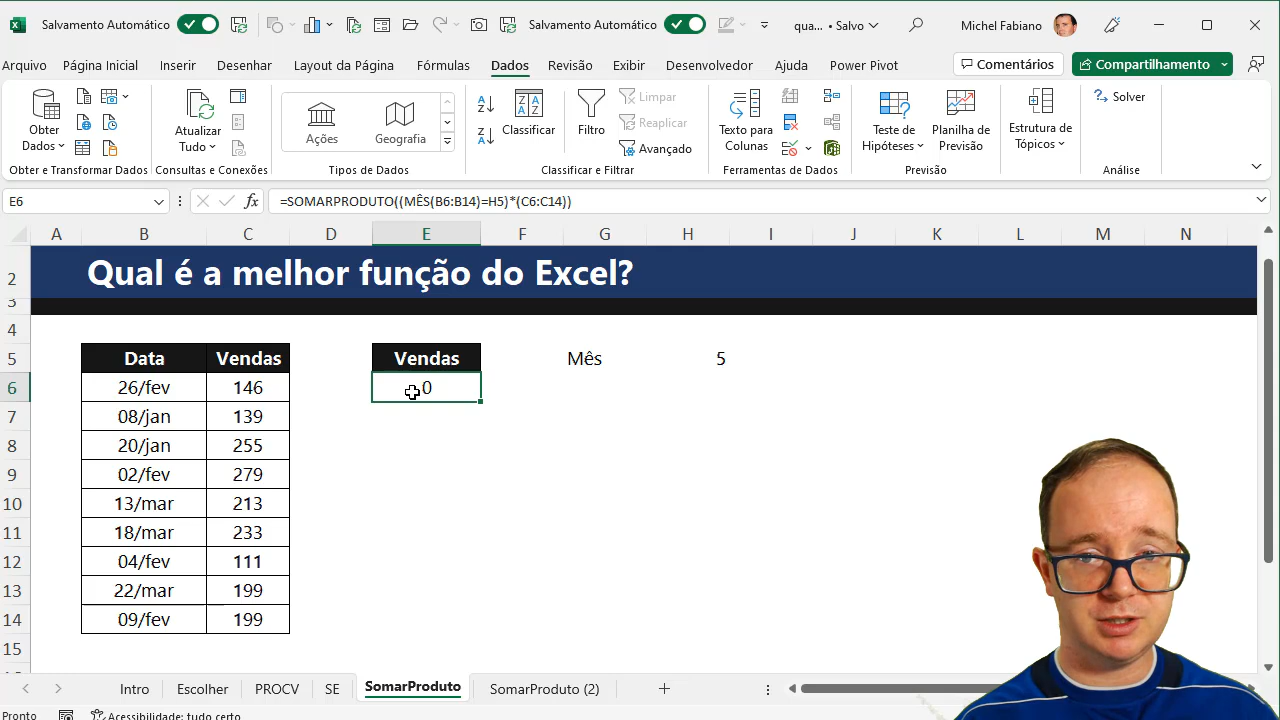 Salvamento Automático
Salvamento Automático
qua... • Salvo
Michel Fabiano
Arquivo Página Inicial Inserir Desenhar Layout da Página Fórmulas Dados Revisão Exibir Desenvolvedor Ajuda Power Pivot
Comentários
Compartilhamento
Obter Dados
Atualizar Tudo
Ações
Geografia
Classificar
Filtro
Limpar
Reaplicar
Avançado
Texto para Colunas
Teste de Hipóteses
Planilha de Previsão
Estrutura de Tópicos
Solver
Obter e Transformar Dados Consultas e Conexões Tipos de Dados Classificar e Filtrar Ferramentas de Dados Previsão Análise
E6 fx =SOMARPRODUTO((MÊS(B6:B14)=H5)*(C6:C14))
A B C D E F G H I J K L M N
2 Qual é a melhor função do Excel?
3
4
5 Data Vendas Vendas Mês 5
6 26/fev 146 0
7 08/jan 139
8 20/jan 255
9 02/fev 279
10 13/mar 213
11 18/mar 233
12 04/fev 111
13 22/mar 199
14 09/fev 199
15
Intro Escolher PROCV SE SomarProduto SomarProduto (2)
Pronto Acessibilidade: tudo certo